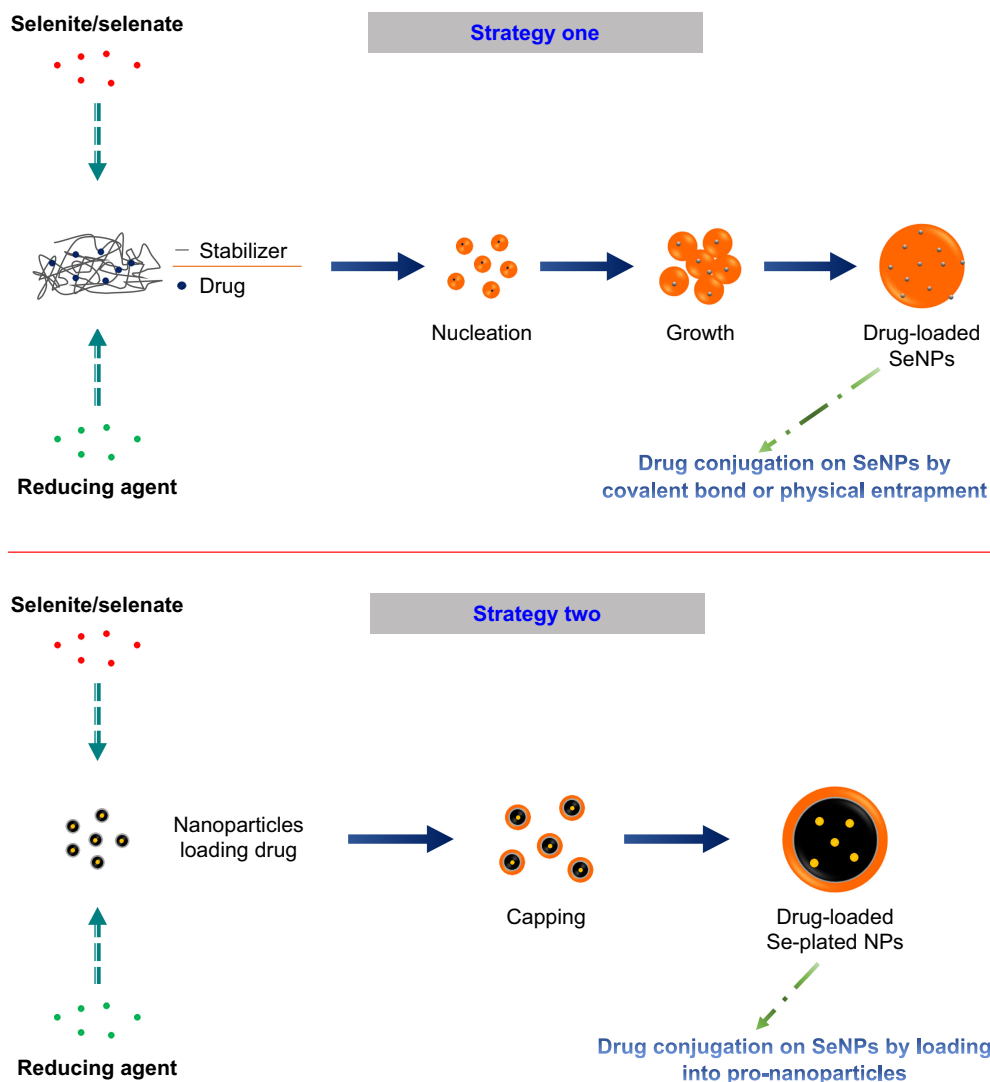 Selenite/selenate
Strategy one
Stabilizer
Drug
Nucleation
Growth
Drug-loaded
SeNPs
Reducing agent
Drug conjugation on SeNPs by
covalent bond or physical entrapment
Selenite/selenate
Strategy two
Nanoparticles
loading drug
Capping
Drug-loaded
Se-plated NPs
Reducing agent
Drug conjugation on SeNPs by loading
into pro-nanoparticles